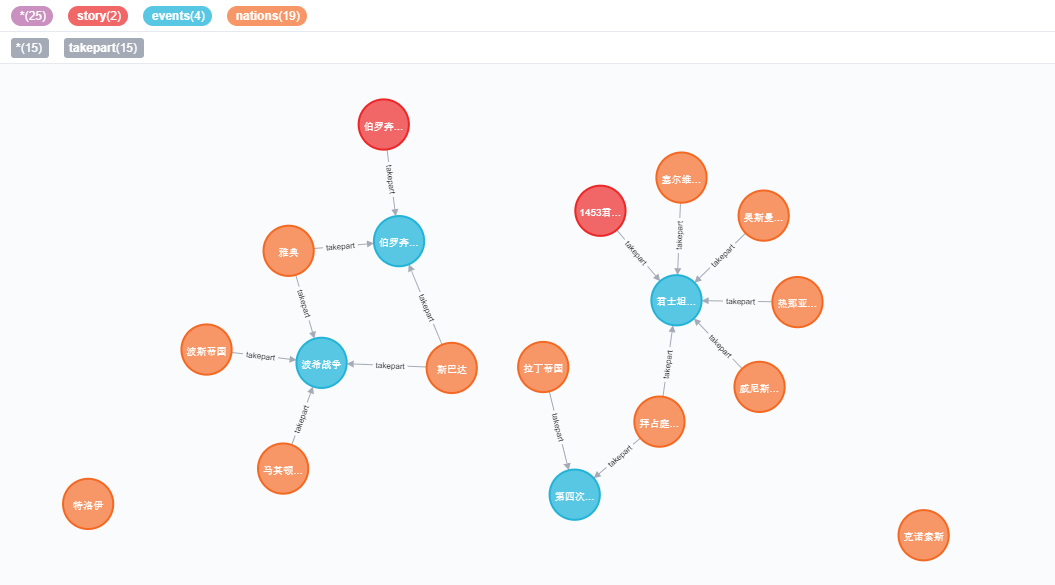 *(25) story(2) events(4) nations(19)
*(15) takepart(15)
伯罗奔...
takepart
塞尔维...
1453君...
奥斯曼...
takepart
takepart
takepart
雅典
takepart
伯罗奔...
takepart
takepart
君士坦...
takepart
热那亚...
波斯帝国
takepart
波希战争
takepart
斯巴达
拉丁帝国
takepart
takepart
威尼斯...
takepart
takepart
拜占庭...
takepart
马其顿...
第四次...
特洛伊
克诺索斯